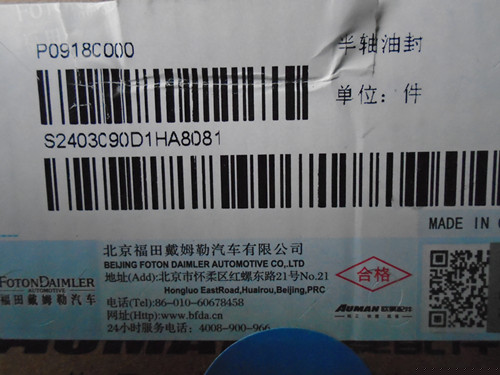 P0918C000
半轴油封
单位: 件
S2403C90D1HA8081
MADE IN
FOTON DAIMLER
AUTOMOTIVE
福田戴姆勒汽车
北京福田戴姆勒汽车有限公司
BEIJING FOTON DAIMLER AUTOMOTIVE CO.,LTD
地址(Add):北京市怀柔区红螺东路21号No.21
Hongluo EastRoad,Huairou,Beijing,PRC
电话(Tel):86-010-60678458
网址(Http):www.bfda.cn
24小时服务电话: 4008-900-966
合格
AUMAN 欧曼配件